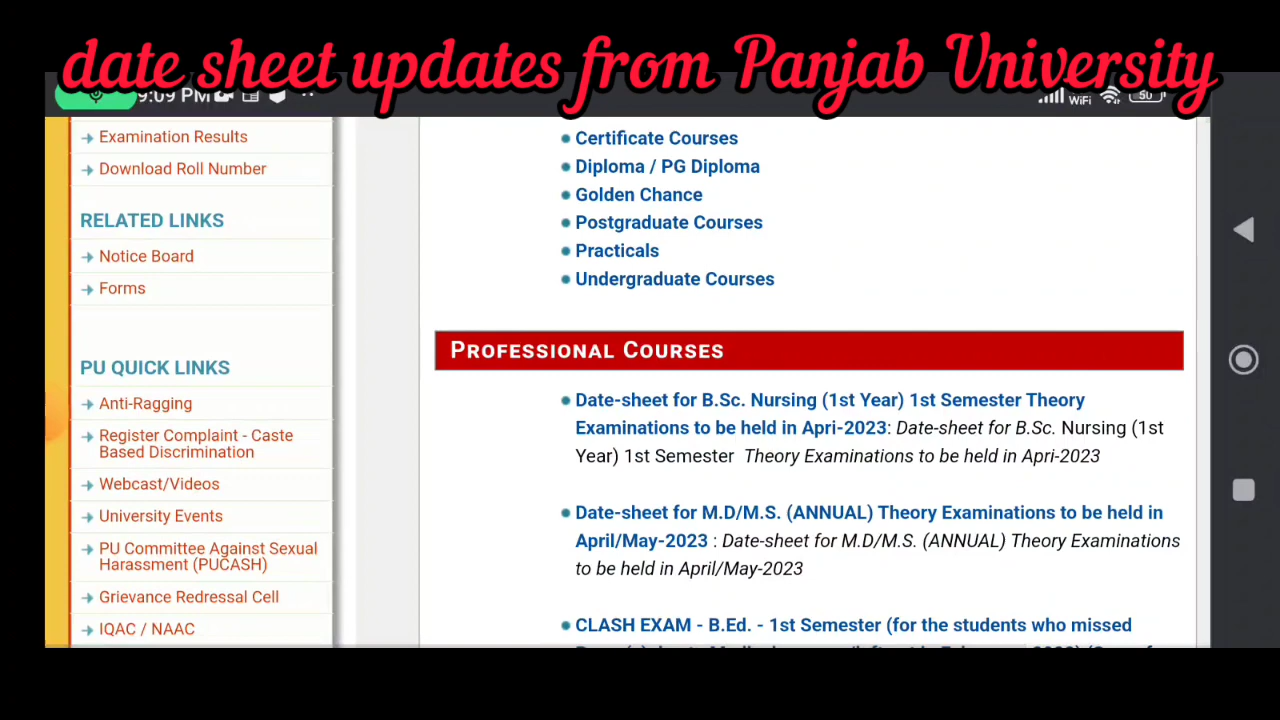 date sheet updates from Panjab University
9:09 PM
WiFi
50
Examination Results
Download Roll Number
RELATED LINKS
Notice Board
Forms
PU QUICK LINKS
Anti-Ragging
Register Complaint - Caste
Based Discrimination
Webcast/Videos
University Events
PU Committee Against Sexual
Harassment (PUCASH)
Grievance Redressal Cell
IQAC / NAAC
Certificate Courses
Diploma / PG Diploma
Golden Chance
Postgraduate Courses
Practicals
Undergraduate Courses
PROFESSIONAL COURSES
Date-sheet for B.Sc. Nursing (1st Year) 1st Semester Theory
Examinations to be held in Apri-2023: Date-sheet for B.Sc. Nursing (1st
Year) 1st Semester Theory Examinations to be held in Apri-2023
Date-sheet for M.D/M.S. (ANNUAL) Theory Examinations to be held in
April/May-2023 : Date-sheet for M.D/M.S. (ANNUAL) Theory Examinations
to be held in April/May-2023
CLASH EXAM - B.Ed. - 1st Semester (for the students who missed